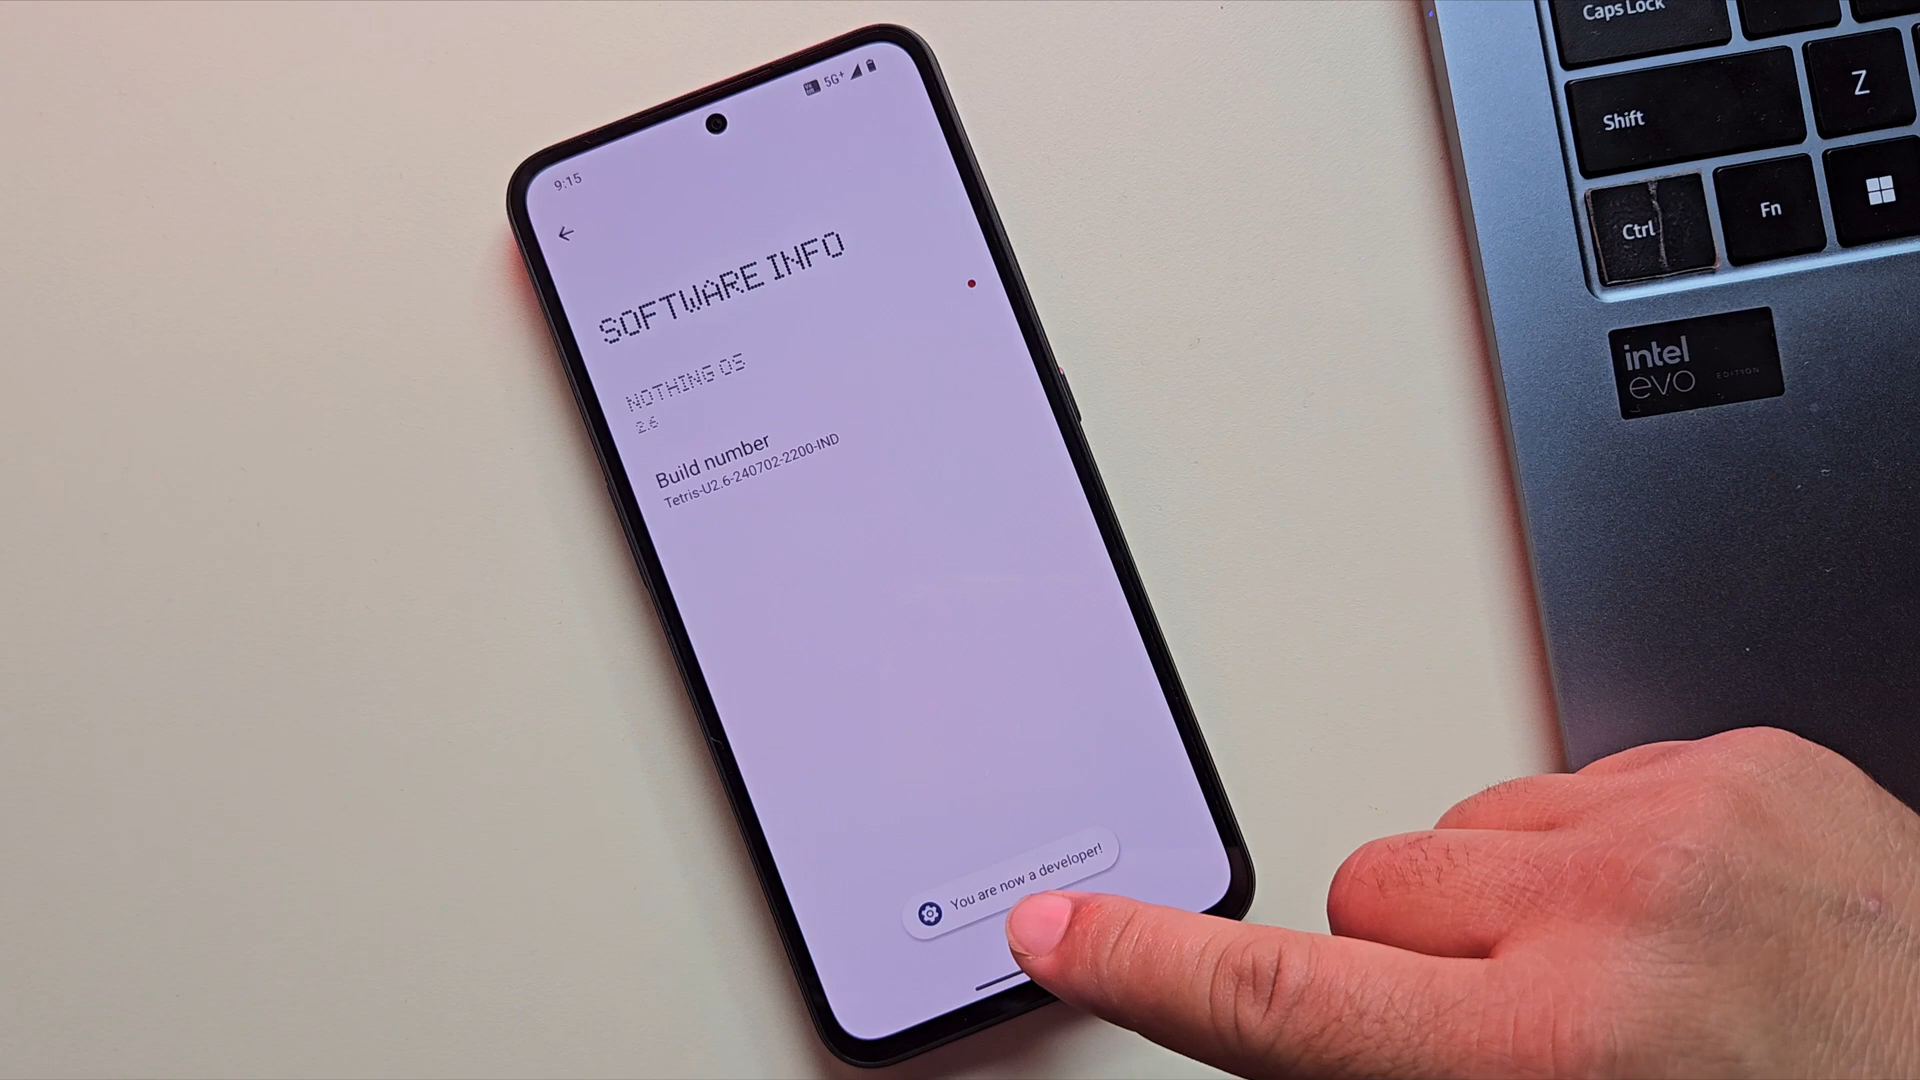 9:15
5G+
SOFTWARE INFO
NOTHING OS
2.6
Build number
Tetris-U2.6-240702-2200-IND
You are now a developer!
Caps Lock
Shift
Z
Ctrl
Fn
intel
evo EDITION